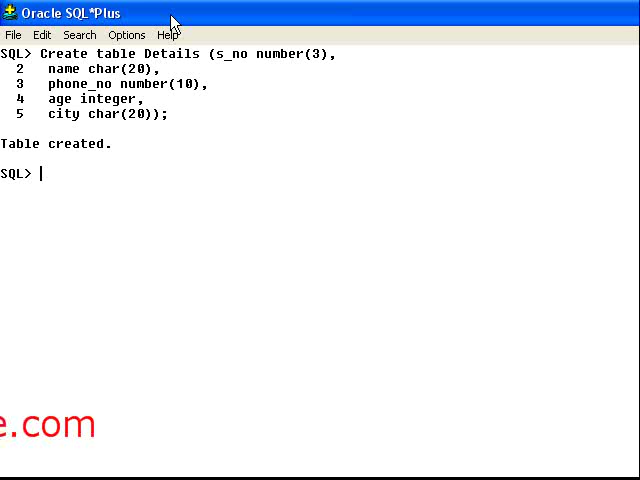 Oracle SQL*Plus
File Edit Search Options Help
SQL> Create table Details (s_no number(3),
2 name char(20),
3 phone_no number(10),
4 age integer,
5 city char(20));
Table created.
SQL>
e.com